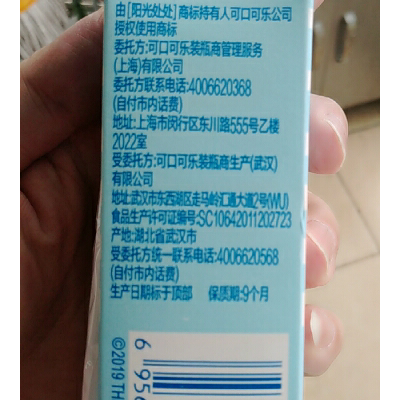 由[阳光处处]商标持有人可口可乐公司
授权使用商标
委托方:可口可乐装瓶商管理服务
(上海)有限公司
委托方联系电话:4006620368
(自付市内话费)
地址:上海市闵行区东川路555号乙楼
2022室
受委托方:可口可乐装瓶商生产(武汉)
有限公司
地址:武汉市东西湖区走马岭汇通大道2号(WU)
食品生产许可证编号:SC10642011202723
产地:湖北省武汉市
受委托方统一联系电话:4006620568
(自付市内话费)
生产日期标于顶部 保质期:9个月
©2019 TH
6 956